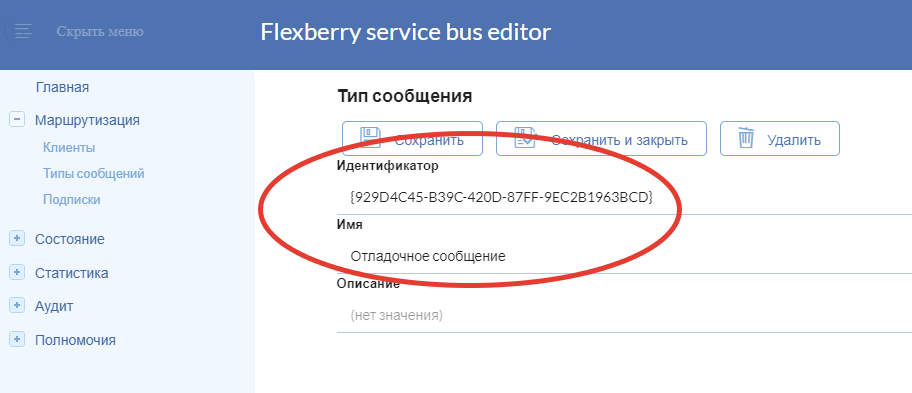 Скрыть меню
Flexberry service bus editor
Главная
Маршрутизация
Клиенты
Типы сообщений
Подписки
Состояние
Статистика
Аудит
Полномочия
Тип сообщения
Сохранить
Сохранить и закрыть
Удалить
Идентификатор
{929D4C45-B39C-420D-87FF-9EC2B1963BCD}
Имя
Отладочное сообщение
Описание
(нет значения)